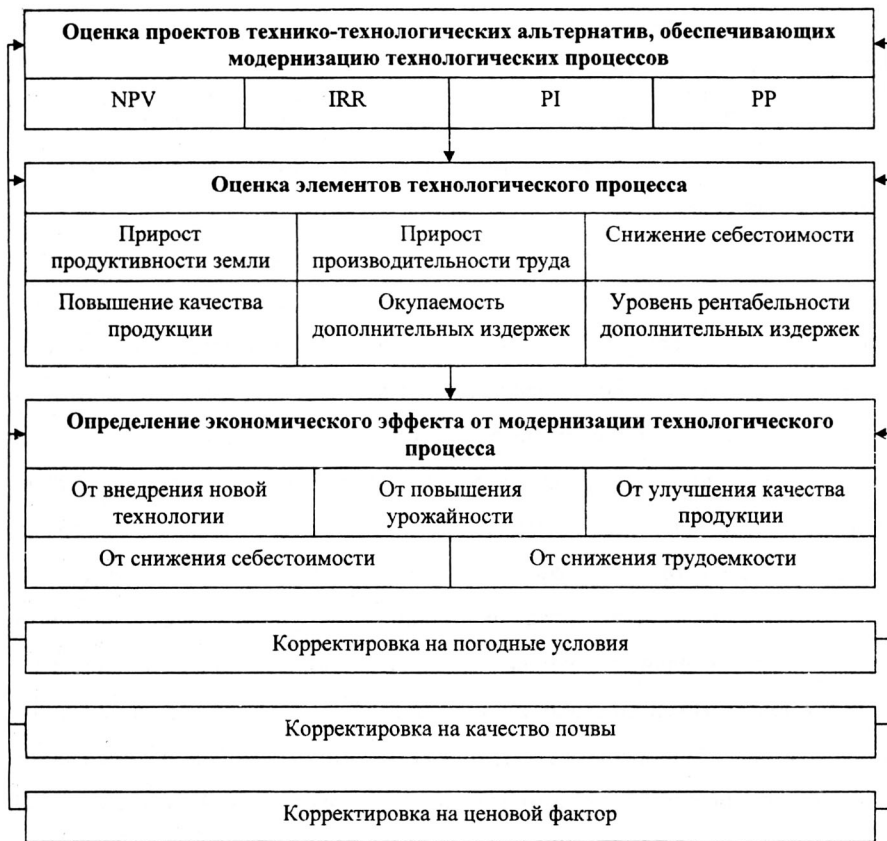 Оценка проектов технико-технологических альтернатив, обеспечивающих
модернизацию технологических процессов
NPV
IRR
PI
PP
Оценка элементов технологического процесса
Прирост
продуктивности земли
Прирост
производительности труда
Снижение себестоимости
Повышение качества
продукции
Окупаемость
дополнительных издержек
Уровень рентабельности
дополнительных издержек
Определение экономического эффекта от модернизации технологического
процесса
От внедрения новой
технологии
От повышения
урожайности
От улучшения качества
продукции
От снижения себестоимости
От снижения трудоемкости
Корректировка на погодные условия
Корректировка на качество почвы
Корректировка на ценовой фактор